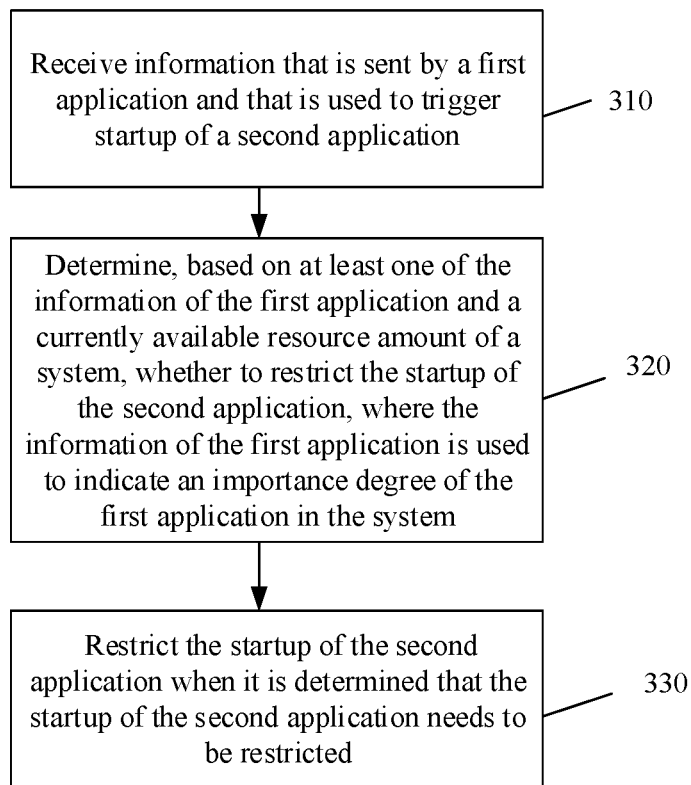 Receive information that is sent by a first
application and that is used to trigger
startup of a second application
310
Determine, based on at least one of the
information of the first application and a
currently available resource amount of a
system, whether to restrict the startup of
the second application, where the
information of the first application is used
to indicate an importance degree of the
first application in the system
320
Restrict the startup of the second
application when it is determined that the
startup of the second application needs to
be restricted
330